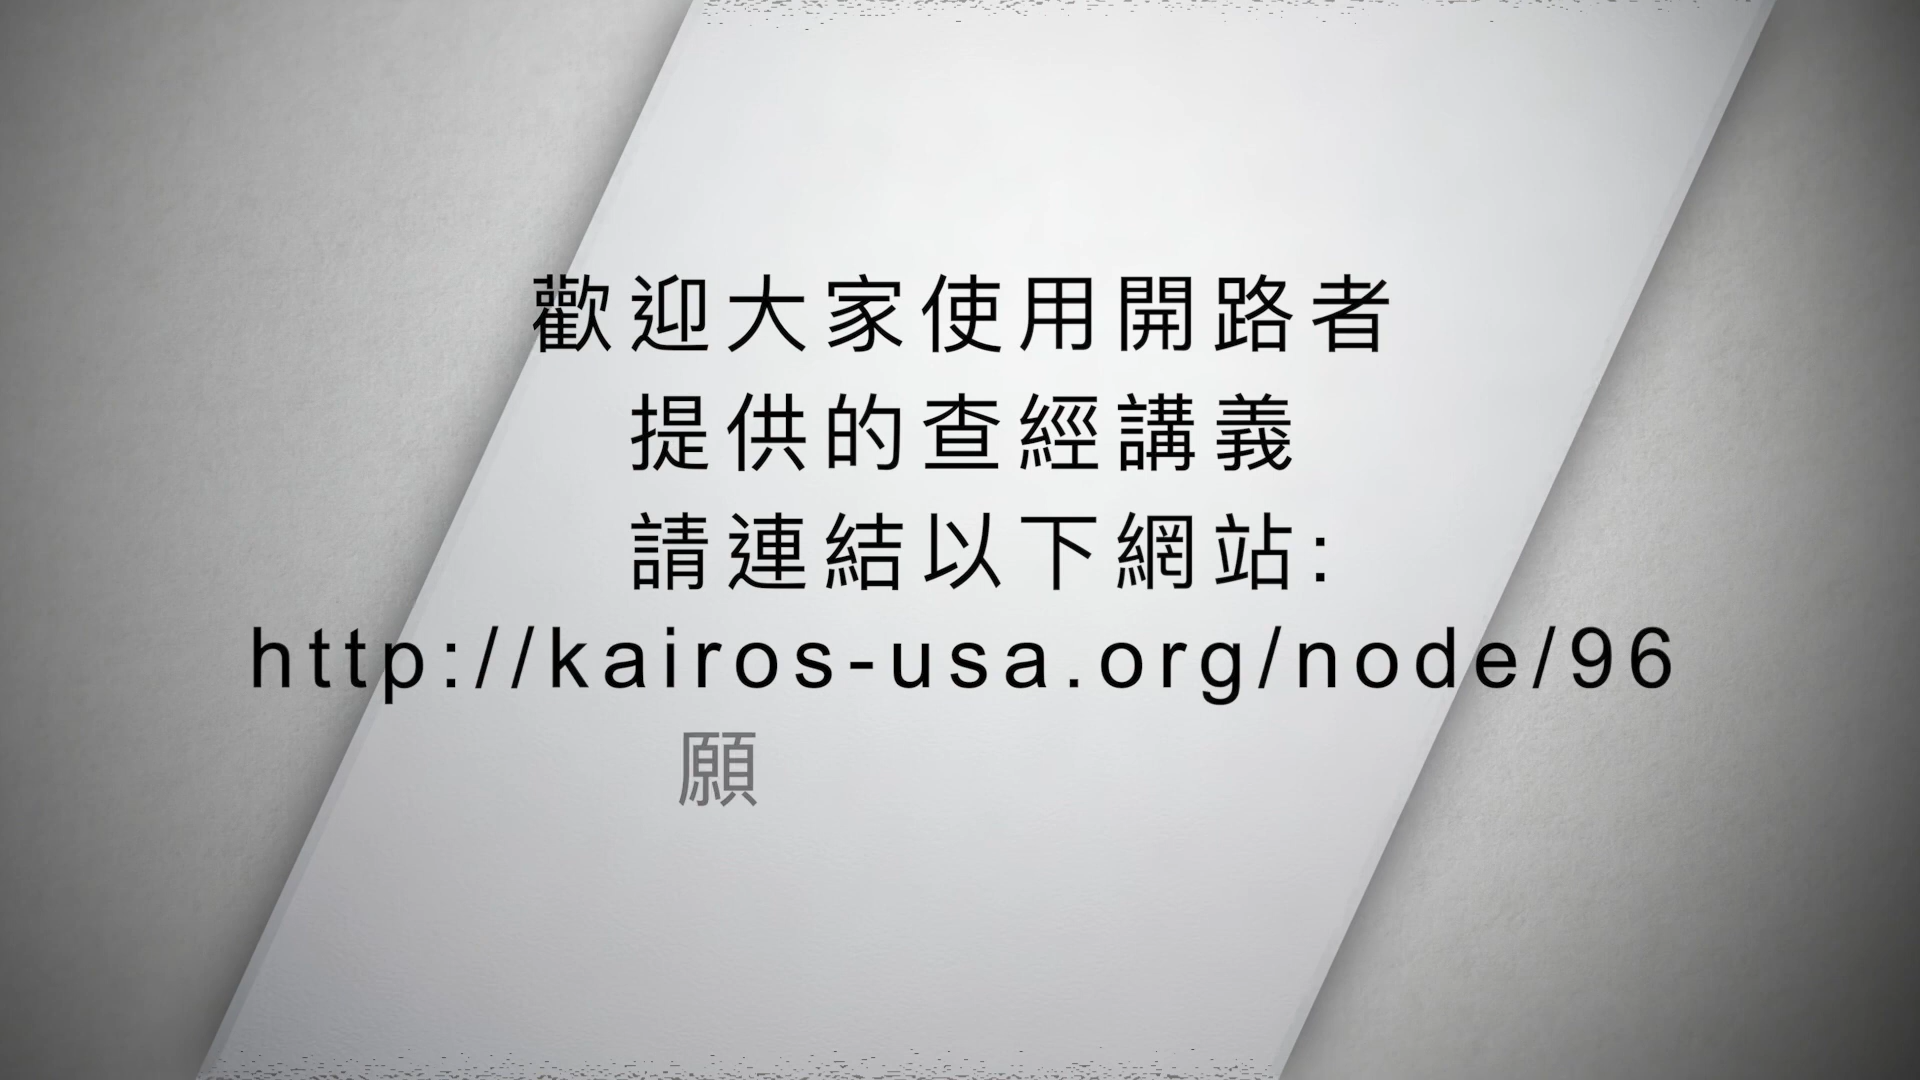 歡迎大家使用開路者
提供的查經講義
請連結以下網站:
http://kairos-usa.org/node/96
願